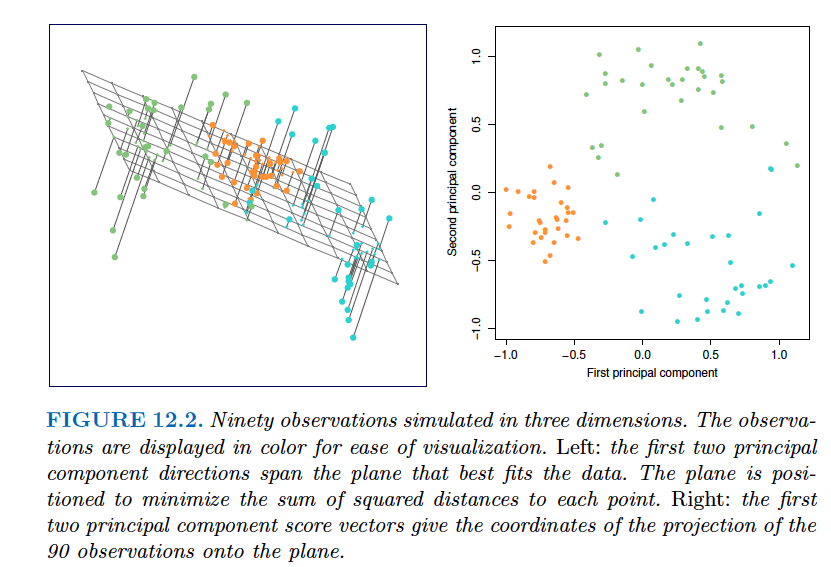 1.0
0.5
0.0
−0.5
−1.0
Second principal component
−1.0 −0.5 0.0 0.5 1.0
First principal component
FIGURE 12.2. Ninety observations simulated in three dimensions. The observa-
tions are displayed in color for ease of visualization. Left: the first two principal
component directions span the plane that best fits the data. The plane is posi-
tioned to minimize the sum of squared distances to each point. Right: the first
two principal component score vectors give the coordinates of the projection of the
90 observations onto the plane.